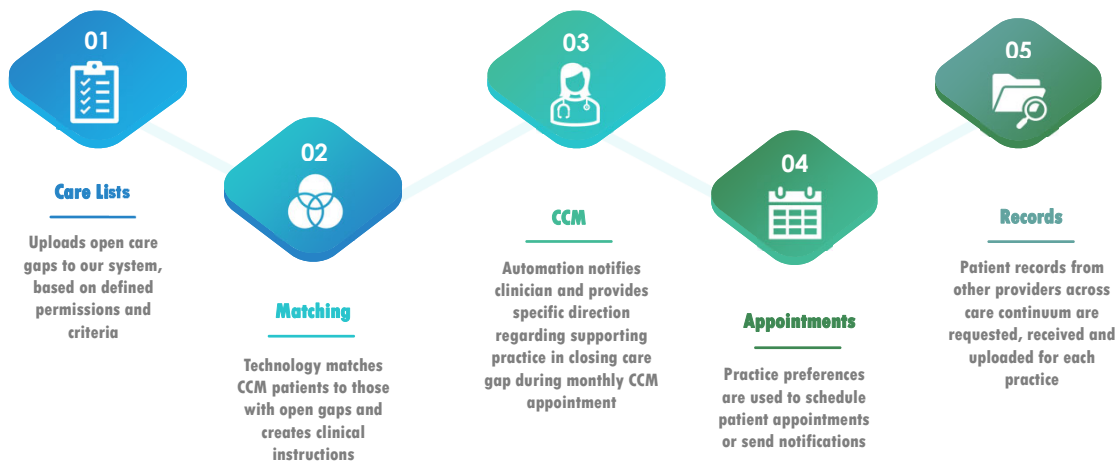 01
Care Lists
Uploads open care
gaps to our system,
based on defined
permissions and
criteria
02
Matching
Technology matches
CCM patients to those
with open gaps and
creates clinical
instructions
03
CCM
Automation notifies
clinician and provides
specific direction
regarding supporting
practice in closing care
gap during monthly CCM
appointment
04
Appointments
Practice preferences
are used to schedule
patient appointments
or send notifications
05
Records
Patient records from
other providers across
care continuum are
requested, received and
uploaded for each
practice